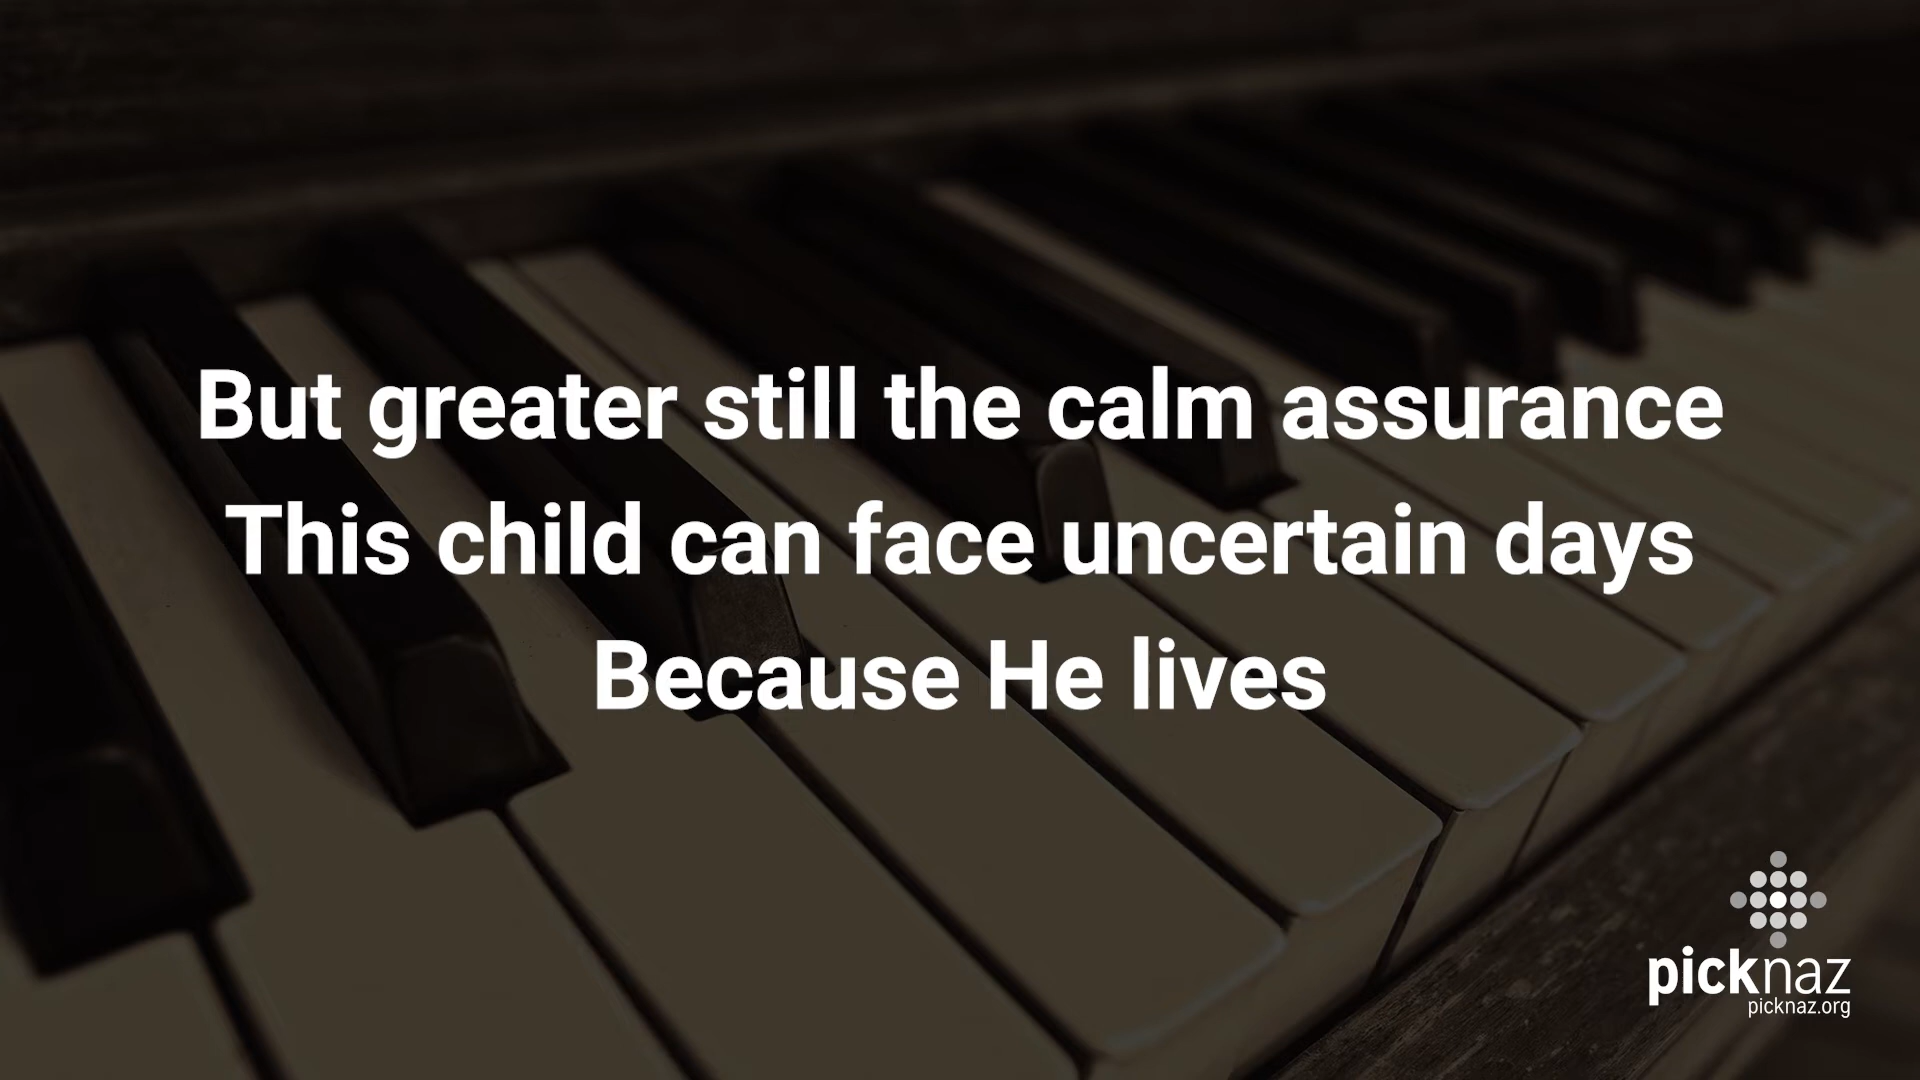 But greater still the calm assurance
This child can face uncertain days
Because He lives
picknaz
picknaz.org